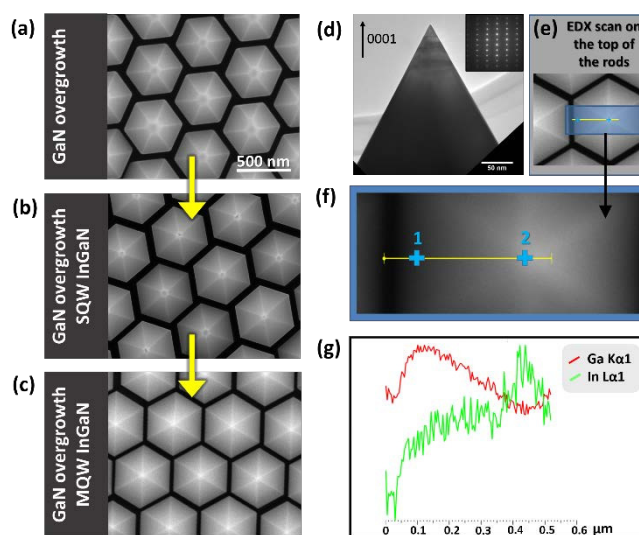 (a)
GaN overgrowth
500 nm
(b)
GaN overgrowth
SQW InGaN
(c)
GaN overgrowth
MQW InGaN
(d)
0001
50 nm
(e)
EDX scan on
the top of
the rods
(f)
1
2
(g)
Ga Kα1
In Lα1
0 0.1 0.2 0.3 0.4 0.5 0.6 μm